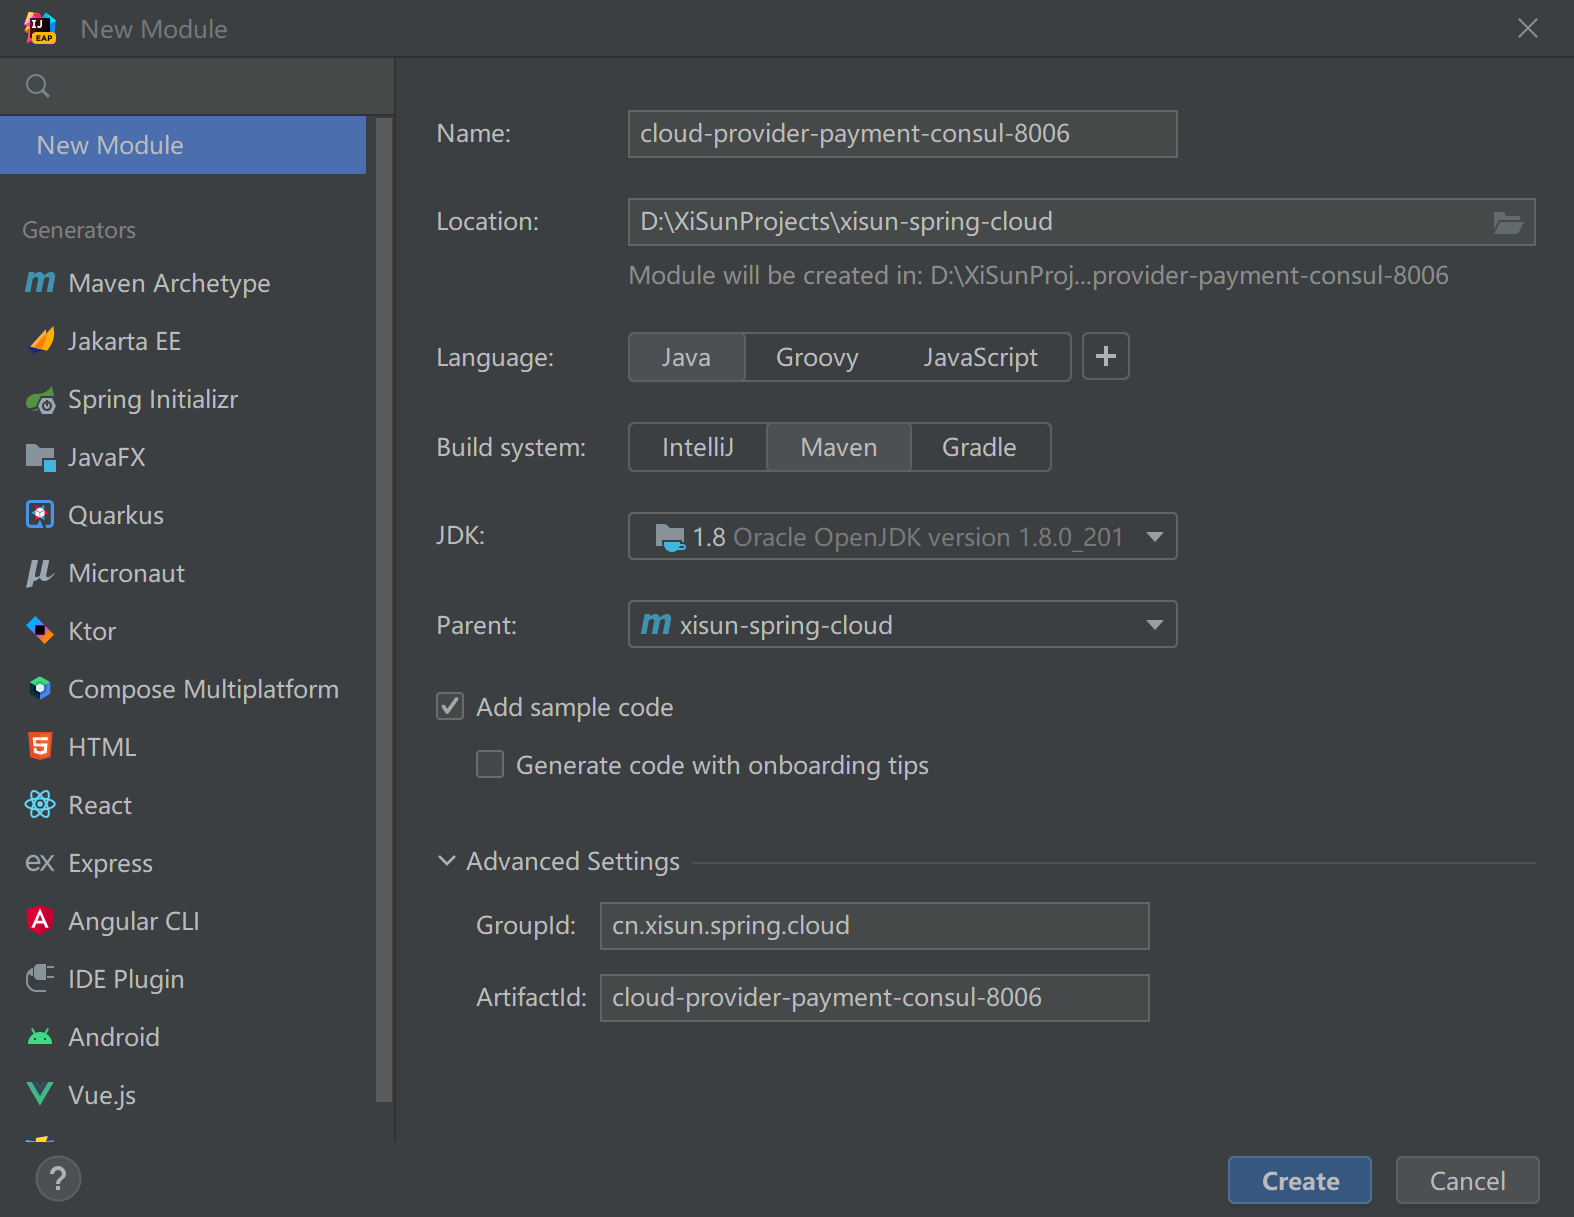 New Module
New Module
Generators
Maven Archetype
Jakarta EE
Spring Initializr
JavaFX
Quarkus
Micronaut
Ktor
Compose Multiplatform
HTML
React
Express
Angular CLI
IDE Plugin
Android
Vue.js
Name: cloud-provider-payment-consul-8006
Location: D:\XiSunProjects\xisun-spring-cloud
Module will be created in: D:\XiSunProj...provider-payment-consul-8006
Language: Java Groovy JavaScript +
Build system: IntelliJ Maven Gradle
JDK: 1.8 Oracle OpenJDK version 1.8.0_201
Parent: m xisun-spring-cloud
Add sample code
Generate code with onboarding tips
Advanced Settings
GroupId: cn.xisun.spring.cloud
ArtifactId: cloud-provider-payment-consul-8006
? Create Cancel